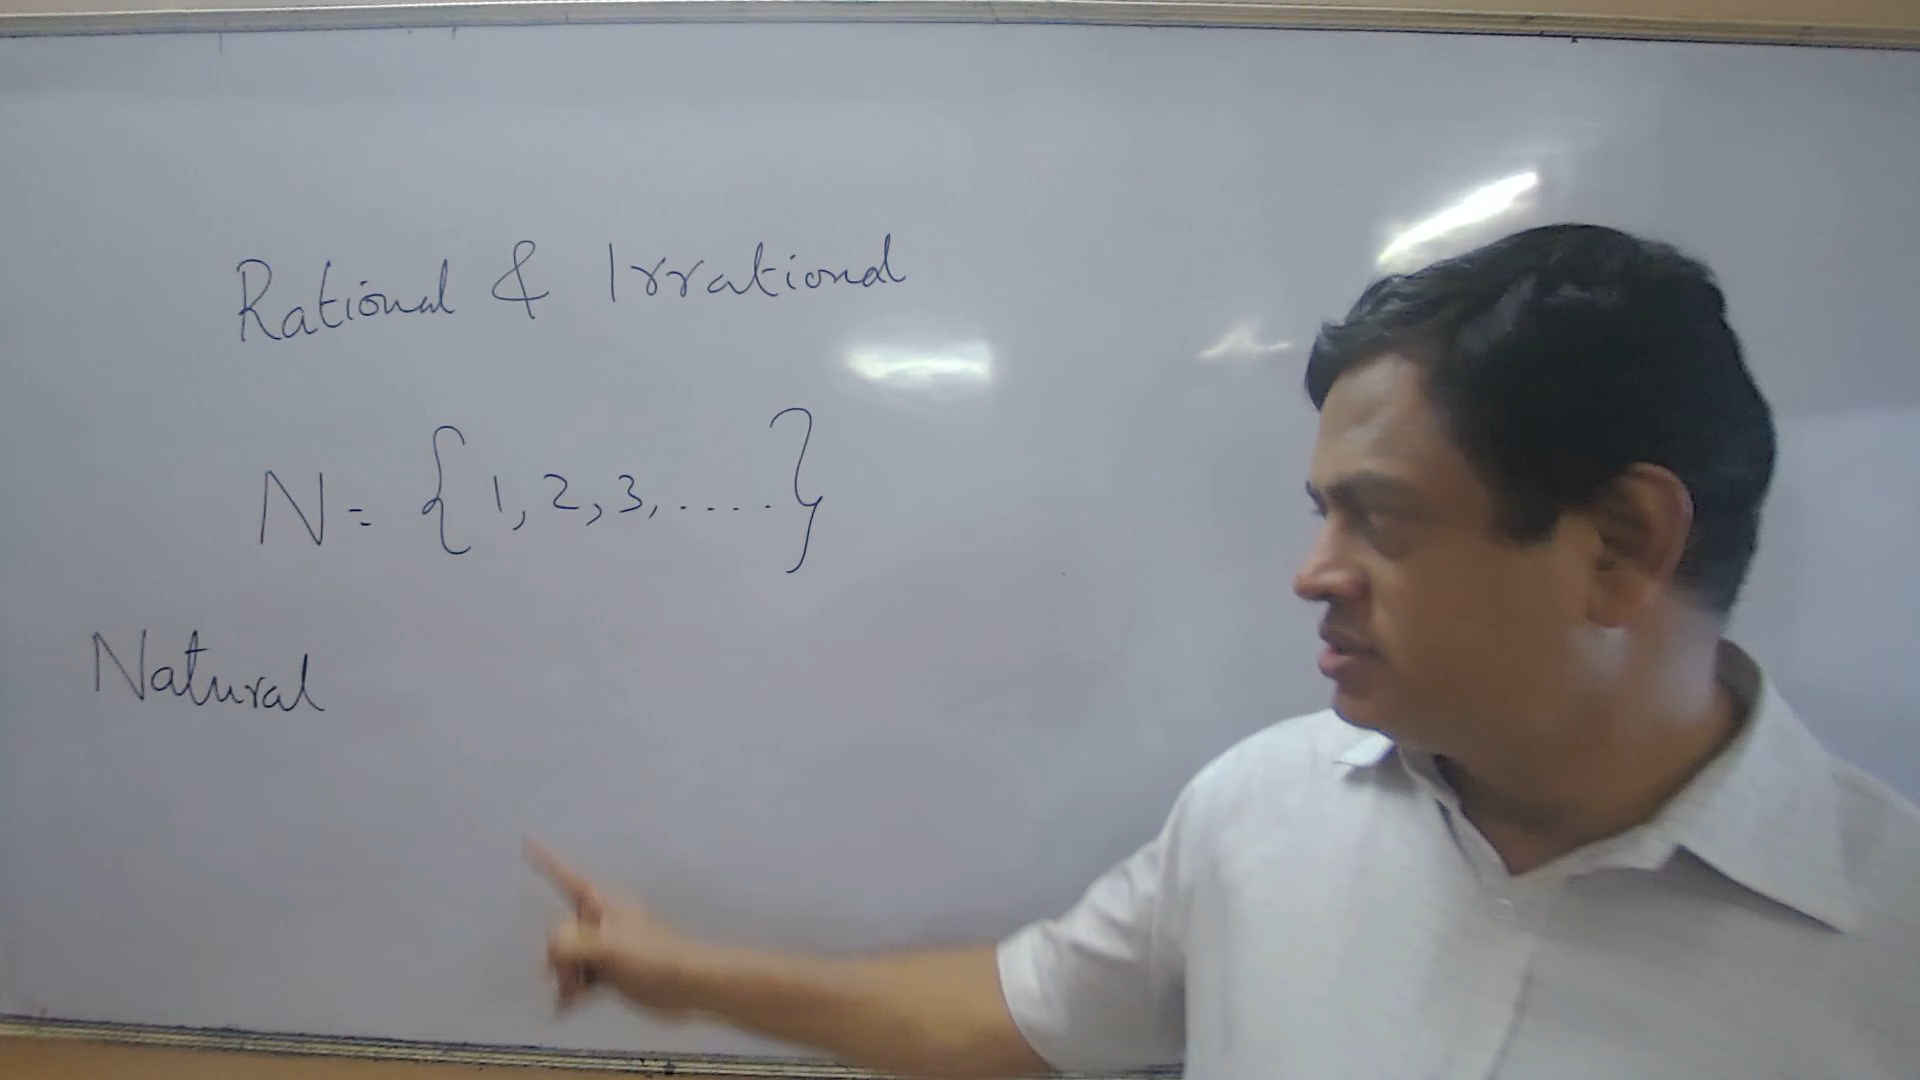 Rational & Irrational
N = {1, 2, 3, .....}
Natural